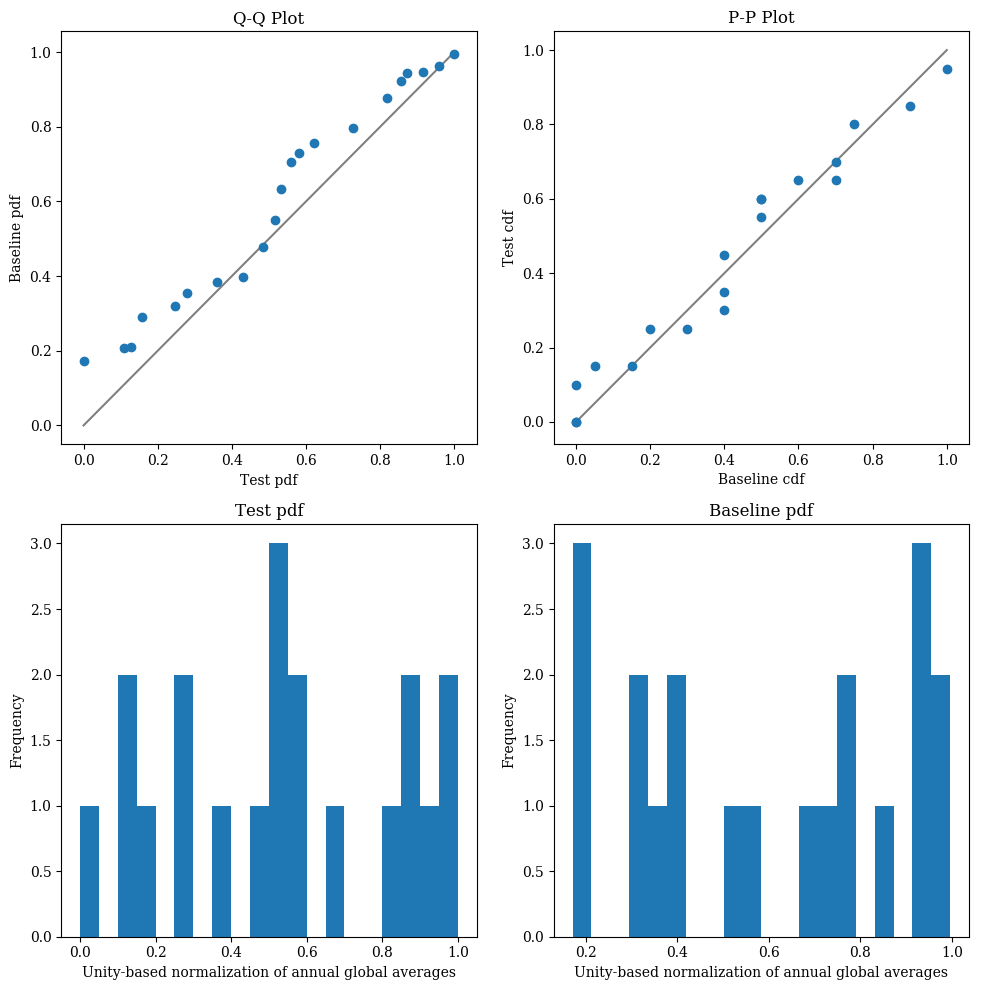 Q-Q Plot
1.0
0.8
0.6
0.4
0.2
0.0
Baseline pdf
0.0 0.2 0.4 0.6 0.8 1.0
Test pdf
P-P Plot
1.0
0.8
0.6
0.4
0.2
0.0
Test cdf
0.0 0.2 0.4 0.6 0.8 1.0
Baseline cdf
Test pdf
3.0
2.5
2.0
1.5
1.0
0.5
0.0
Frequency
0.0 0.2 0.4 0.6 0.8 1.0
Unity-based normalization of annual global averages
Baseline pdf
3.0
2.5
2.0
1.5
1.0
0.5
0.0
Frequency
0.2 0.4 0.6 0.8 1.0
Unity-based normalization of annual global averages